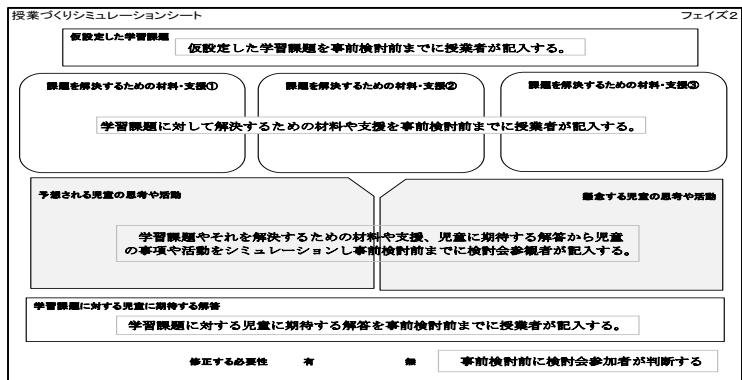 授業づくりシミュレーションシート
フェイズ2
仮設定した学習課題
仮設定した学習課題を事前検討前までに授業者が記入する。
課題を解決するための材料・支援①
課題を解決するための材料・支援②
課題を解決するための材料・支援③
学習課題に対して解決するための材料や支援を事前検討前までに授業者が記入する。
予想される児童の思考や活動
懸念する児童の思考や活動
学習課題やそれを解決するための材料や支援、児童に期待する解答から児童
の事項や活動をシミュレーションし事前検討前までに検討会参観者が記入する。
学習課題に対する児童に期待する解答
学習課題に対する児童に期待する解答を事前検討前までに授業者が記入する。
修正する必要性 有 無
事前検討前に検討会参加者が判断する